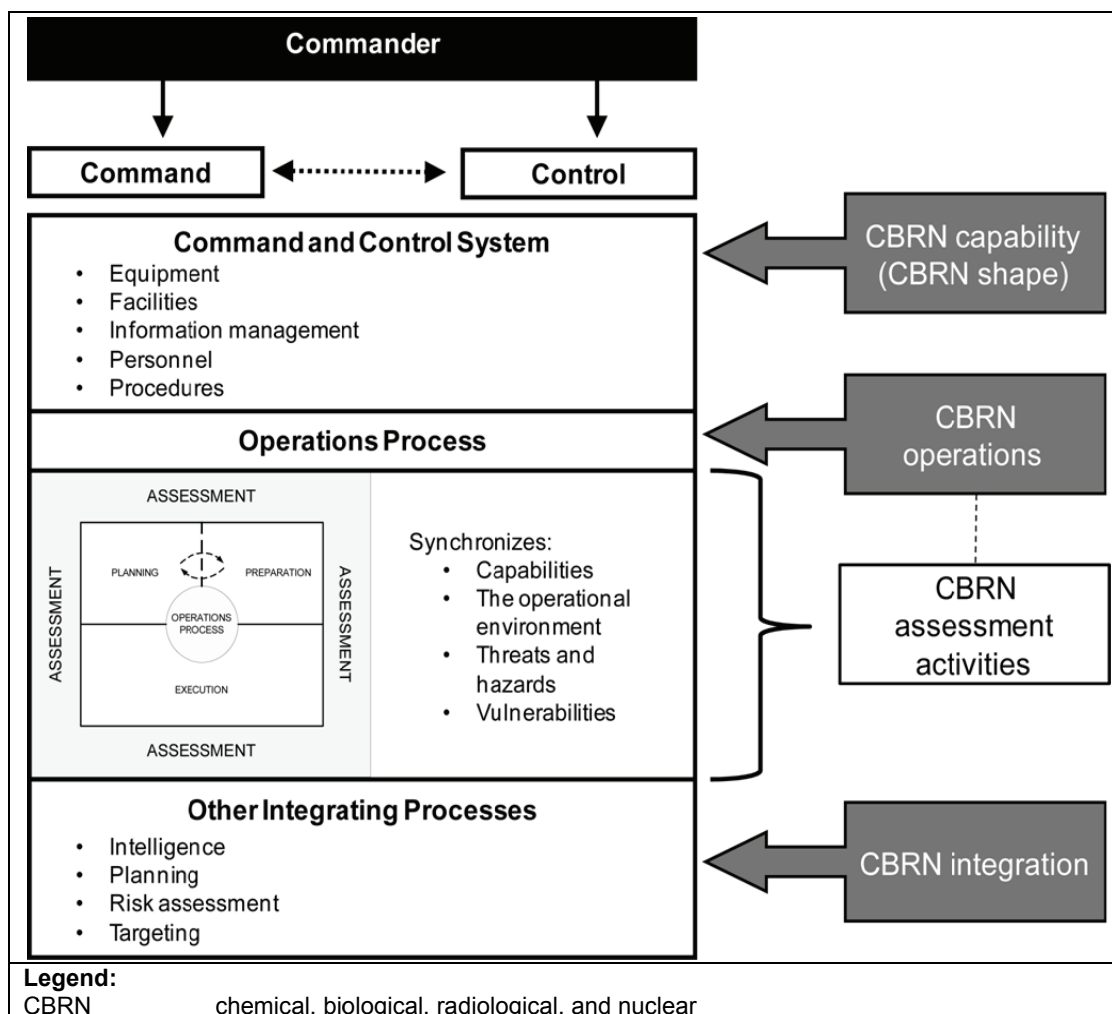 Commander
Command
Control
Command and Control System
• Equipment
• Facilities
• Information management
• Personnel
• Procedures
CBRN capability
(CBRN shape)
Operations Process
CBRN
operations
ASSESSMENT
ASSESSMENT
PLANNING
PREPARATION
OPERATIONS
PROCESS
EXECUTION
ASSESSMENT
ASSESSMENT
Synchronizes:
• Capabilities
• The operational
environment
• Threats and
hazards
• Vulnerabilities
CBRN
assessment
activities
Other Integrating Processes
• Intelligence
• Planning
• Risk assessment
• Targeting
CBRN integration
Legend:
CBRN chemical, biological, radiological, and nuclear